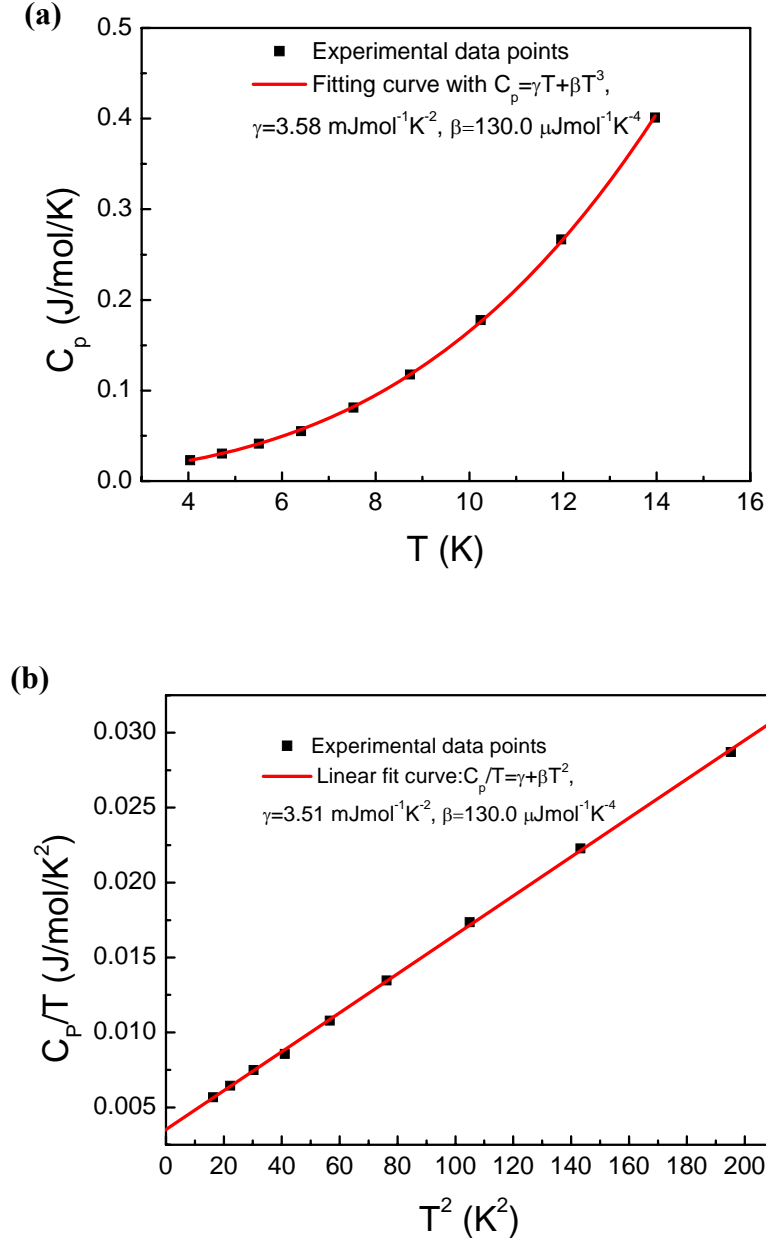 (a)
0.5
0.4
0.3
0.2
0.1
0.0
C_p (J/mol/K)
Experimental data points
Fitting curve with C_p=γT+βT^3,
γ=3.58 mJmol^-1K^-2, β=130.0 μJmol^-1K^-4
4 6 8 10 12 14 16
T (K)
(b)
0.030
0.025
0.020
0.015
0.010
0.005
C_P/T (J/mol/K^2)
Experimental data points
Linear fit curve:C_p/T=γ+βT^2,
γ=3.51 mJmol^-1K^-2, β=130.0 μJmol^-1K^-4
0 20 40 60 80 100 120 140 160 180 200
T^2 (K^2)